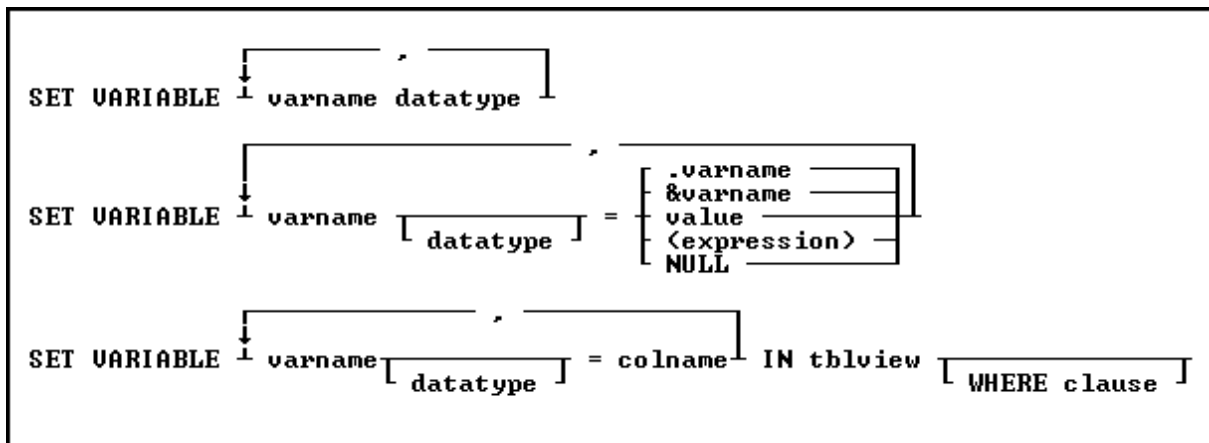 ,
SET VARIABLE varname datatype
,
.varname
&varname
SET VARIABLE varname = value
datatype
(expression)
NULL
,
SET VARIABLE varname = colname IN tblview
datatype WHERE clause